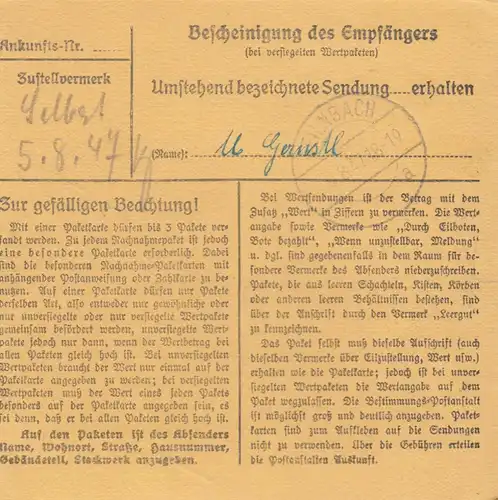 Ankunfts-Nr.
Bescheinigung des Empfängers
(bei versiegelten Wertpaketen)
Zustellvermerk
Umstehend bezeichnete Sendung .... erhalten
Selbst
5.8.47
(Name):
Zur gefälligen Beachtung!
Mit einer Paketkarte dürfen bis 3 Pakete ver-
sandt werden. Zu jedem Nachnahmepaket ist jedoch
eine besondere Paketkarte erforderlich. Dabei
sind die besonderen Nachnahme-Paketkarten mit
anhängender Postanweisung oder Zahlkarte zu be-
nutzen. Auf einer Paketkarte dürfen nur Pakete
derselben Art, also entweder nur gewöhnliche oder
nur unversiegelte oder nur versiegelte Wertpakete
gemeinsam befördert werden, unversiegelte Wert-
pakete jedoch nur dann, wenn der Wertbetrag bei
allen Paketen gleich hoch ist. Bei unversiegelten
Wertpaketen braucht der Wert nur einmal auf der
Paketkarte angegeben zu werden; bei versiegelten
Wertpaketen muß der Wert eines jeden Pakets
besonders auf der Paketkarte angegeben sein, es
sei denn, daß er bei allen Paketen gleich hoch ist.
Auf den Paketen ist des Absenders
Name, Wohnort, Straße, Hausnummer,
Gebäudeteil, Stockwerk anzugeben.
Bei Wertsendungen ist der Betrag mit dem
Zusatz „Wert" in Ziffern zu vermerken. Die Wert-
angabe sowie Vermerke wie „Durch Eilboten,
Bote bezahlt", „Wenn unzustellbar, Meldung"
u. dgl. sind gegebenenfalls in dem Raum für be-
sondere Vermerke des Absenders niederzuschreiben.
Pakete, die aus leeren Schachteln, Kisten, Körben
oder anderen leeren Behältnissen bestehen, sind
über der Anschrift durch den Vermerk „Leergut"
zu kennzeichnen.
Das Paket selbst muß dieselbe Aufschrift (auch
dieselben Vermerke über Eilzustellung, Wert usw.)
erhalten wie die Paketkarte; jedoch ist bei unver-
siegelten Wertpaketen die Wertangabe auf dem
Paket wegzulassen. Die Bestimmungs-Postanstalt
ist möglichst groß und deutlich anzugeben. Paket-
karten sind zum Aufkleben auf die Sendungen
nicht zu verwenden. Über die Gebühren erteilen
die Postanstalten Auskunft.